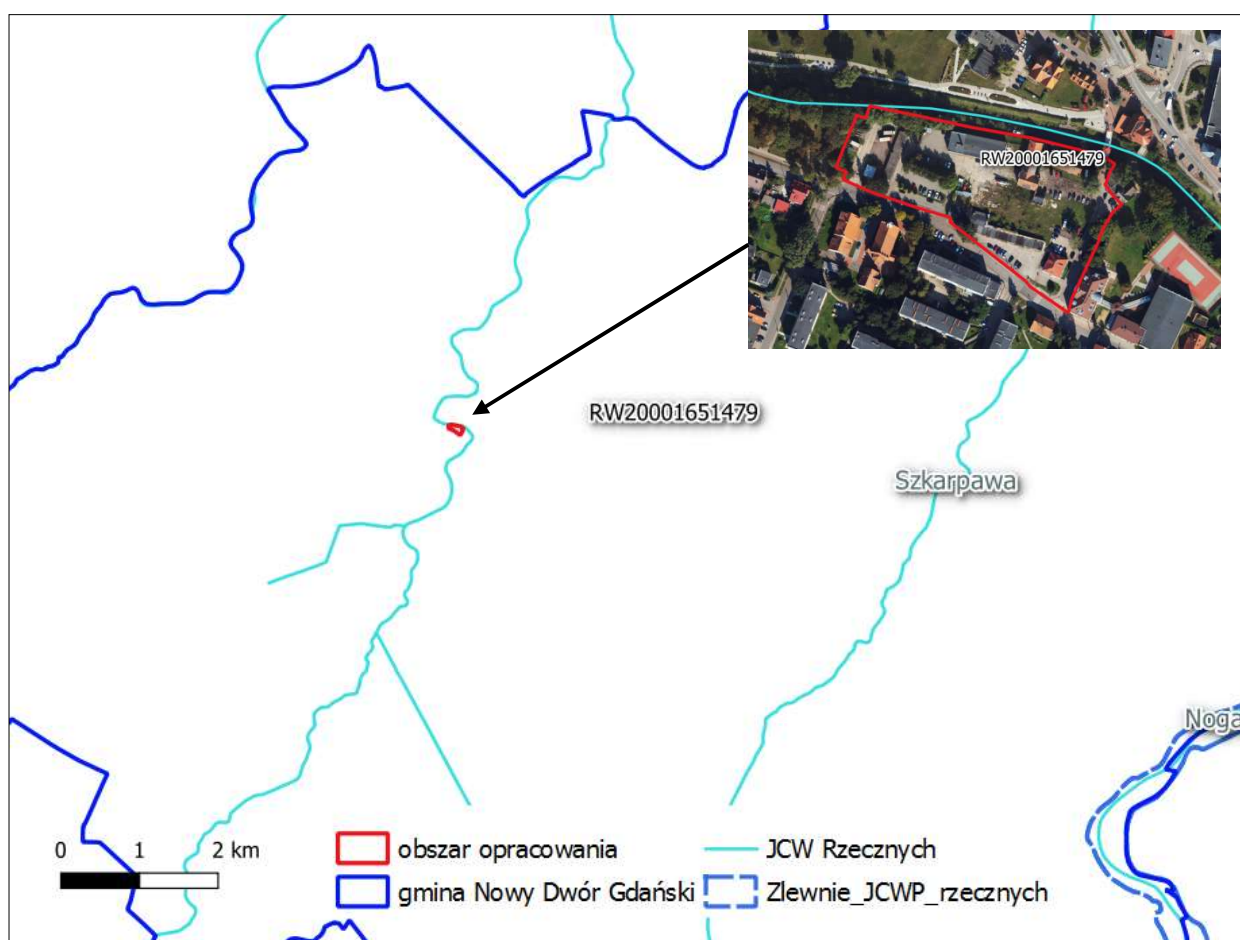 RW20001651479
RW20001651479
Szkarpawa
Noga
0 1 2 km
obszar opracowania
gmina Nowy Dwór Gdański
JCW Rzecznych
Zlewnie_JCWP_rzecznych